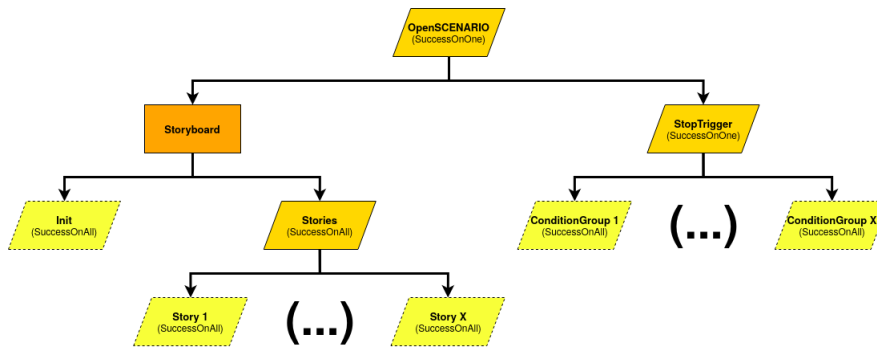 OpenSCENARIO
(SuccessOnOne)
Storyboard
StopTrigger
(SuccessOnOne)
Init
(SuccessOnAll)
Stories
(SuccessOnAll)
ConditionGroup 1
(SuccessOnAll)
(...)
ConditionGroup X
(SuccessOnAll)
Story 1
(SuccessOnAll)
(...)
Story X
(SuccessOnAll)